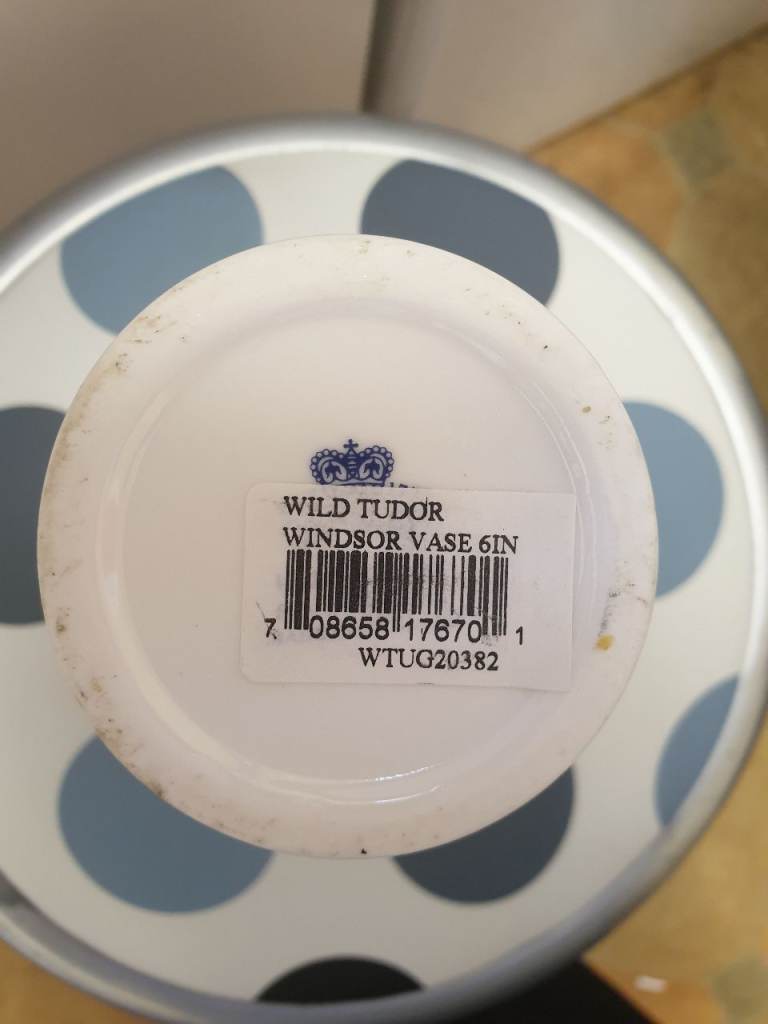 WILD TUDOR
WINDSOR VASE 6IN
7 08658 17670 1
WTUG20382